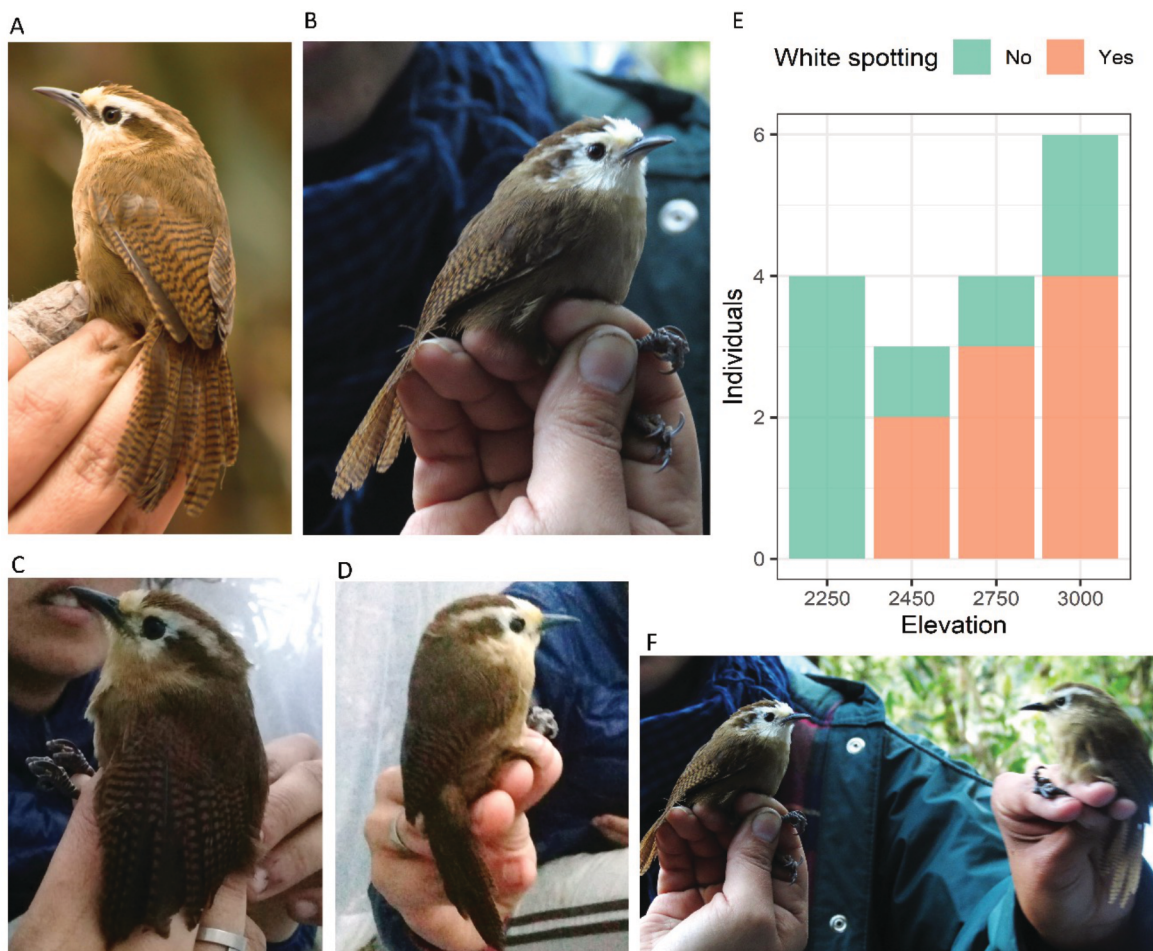 A
B
E
White spotting No Yes
6
4
2
0
Individuals
2250 2450 2750 3000
Elevation
C
D
F